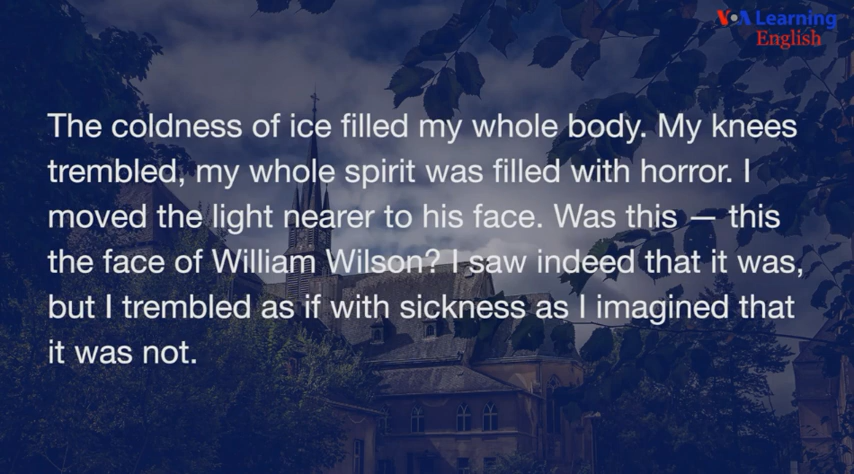 VOA Learning
English
The coldness of ice filled my whole body. My knees
trembled, my whole spirit was filled with horror. I
moved the light nearer to his face. Was this — this
the face of William Wilson? I saw indeed that it was,
but I trembled as if with sickness as I imagined that
it was not.